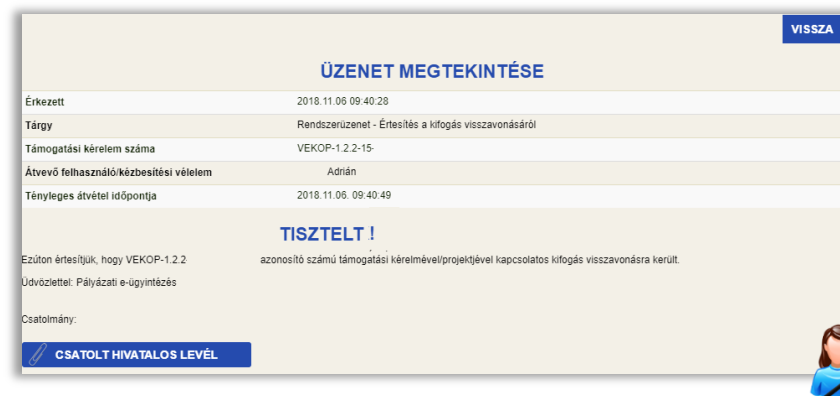 VISSZA
ÜZENET MEGTEKINTÉSE
Érkezett 2018.11.06 09:40:28
Tárgy Rendszerüzenet - Értesítés a kifogás visszavonásáról
Támogatási kérelem száma VEKOP-1.2.2-15-
Átvevő felhasználó/kézbesítési vélelem Adrián
Tényleges átvétel időpontja 2018.11.06. 09:40:49
TISZTELT !
Ezúton értesítjük, hogy VEKOP-1.2.2 azonosító számú támogatási kérelmével/projektjével kapcsolatos kifogás visszavonásra került.
Üdvözlettel: Pályázati e-ügyintézés
Csatolmány:
CSATOLT HIVATALOS LEVÉL